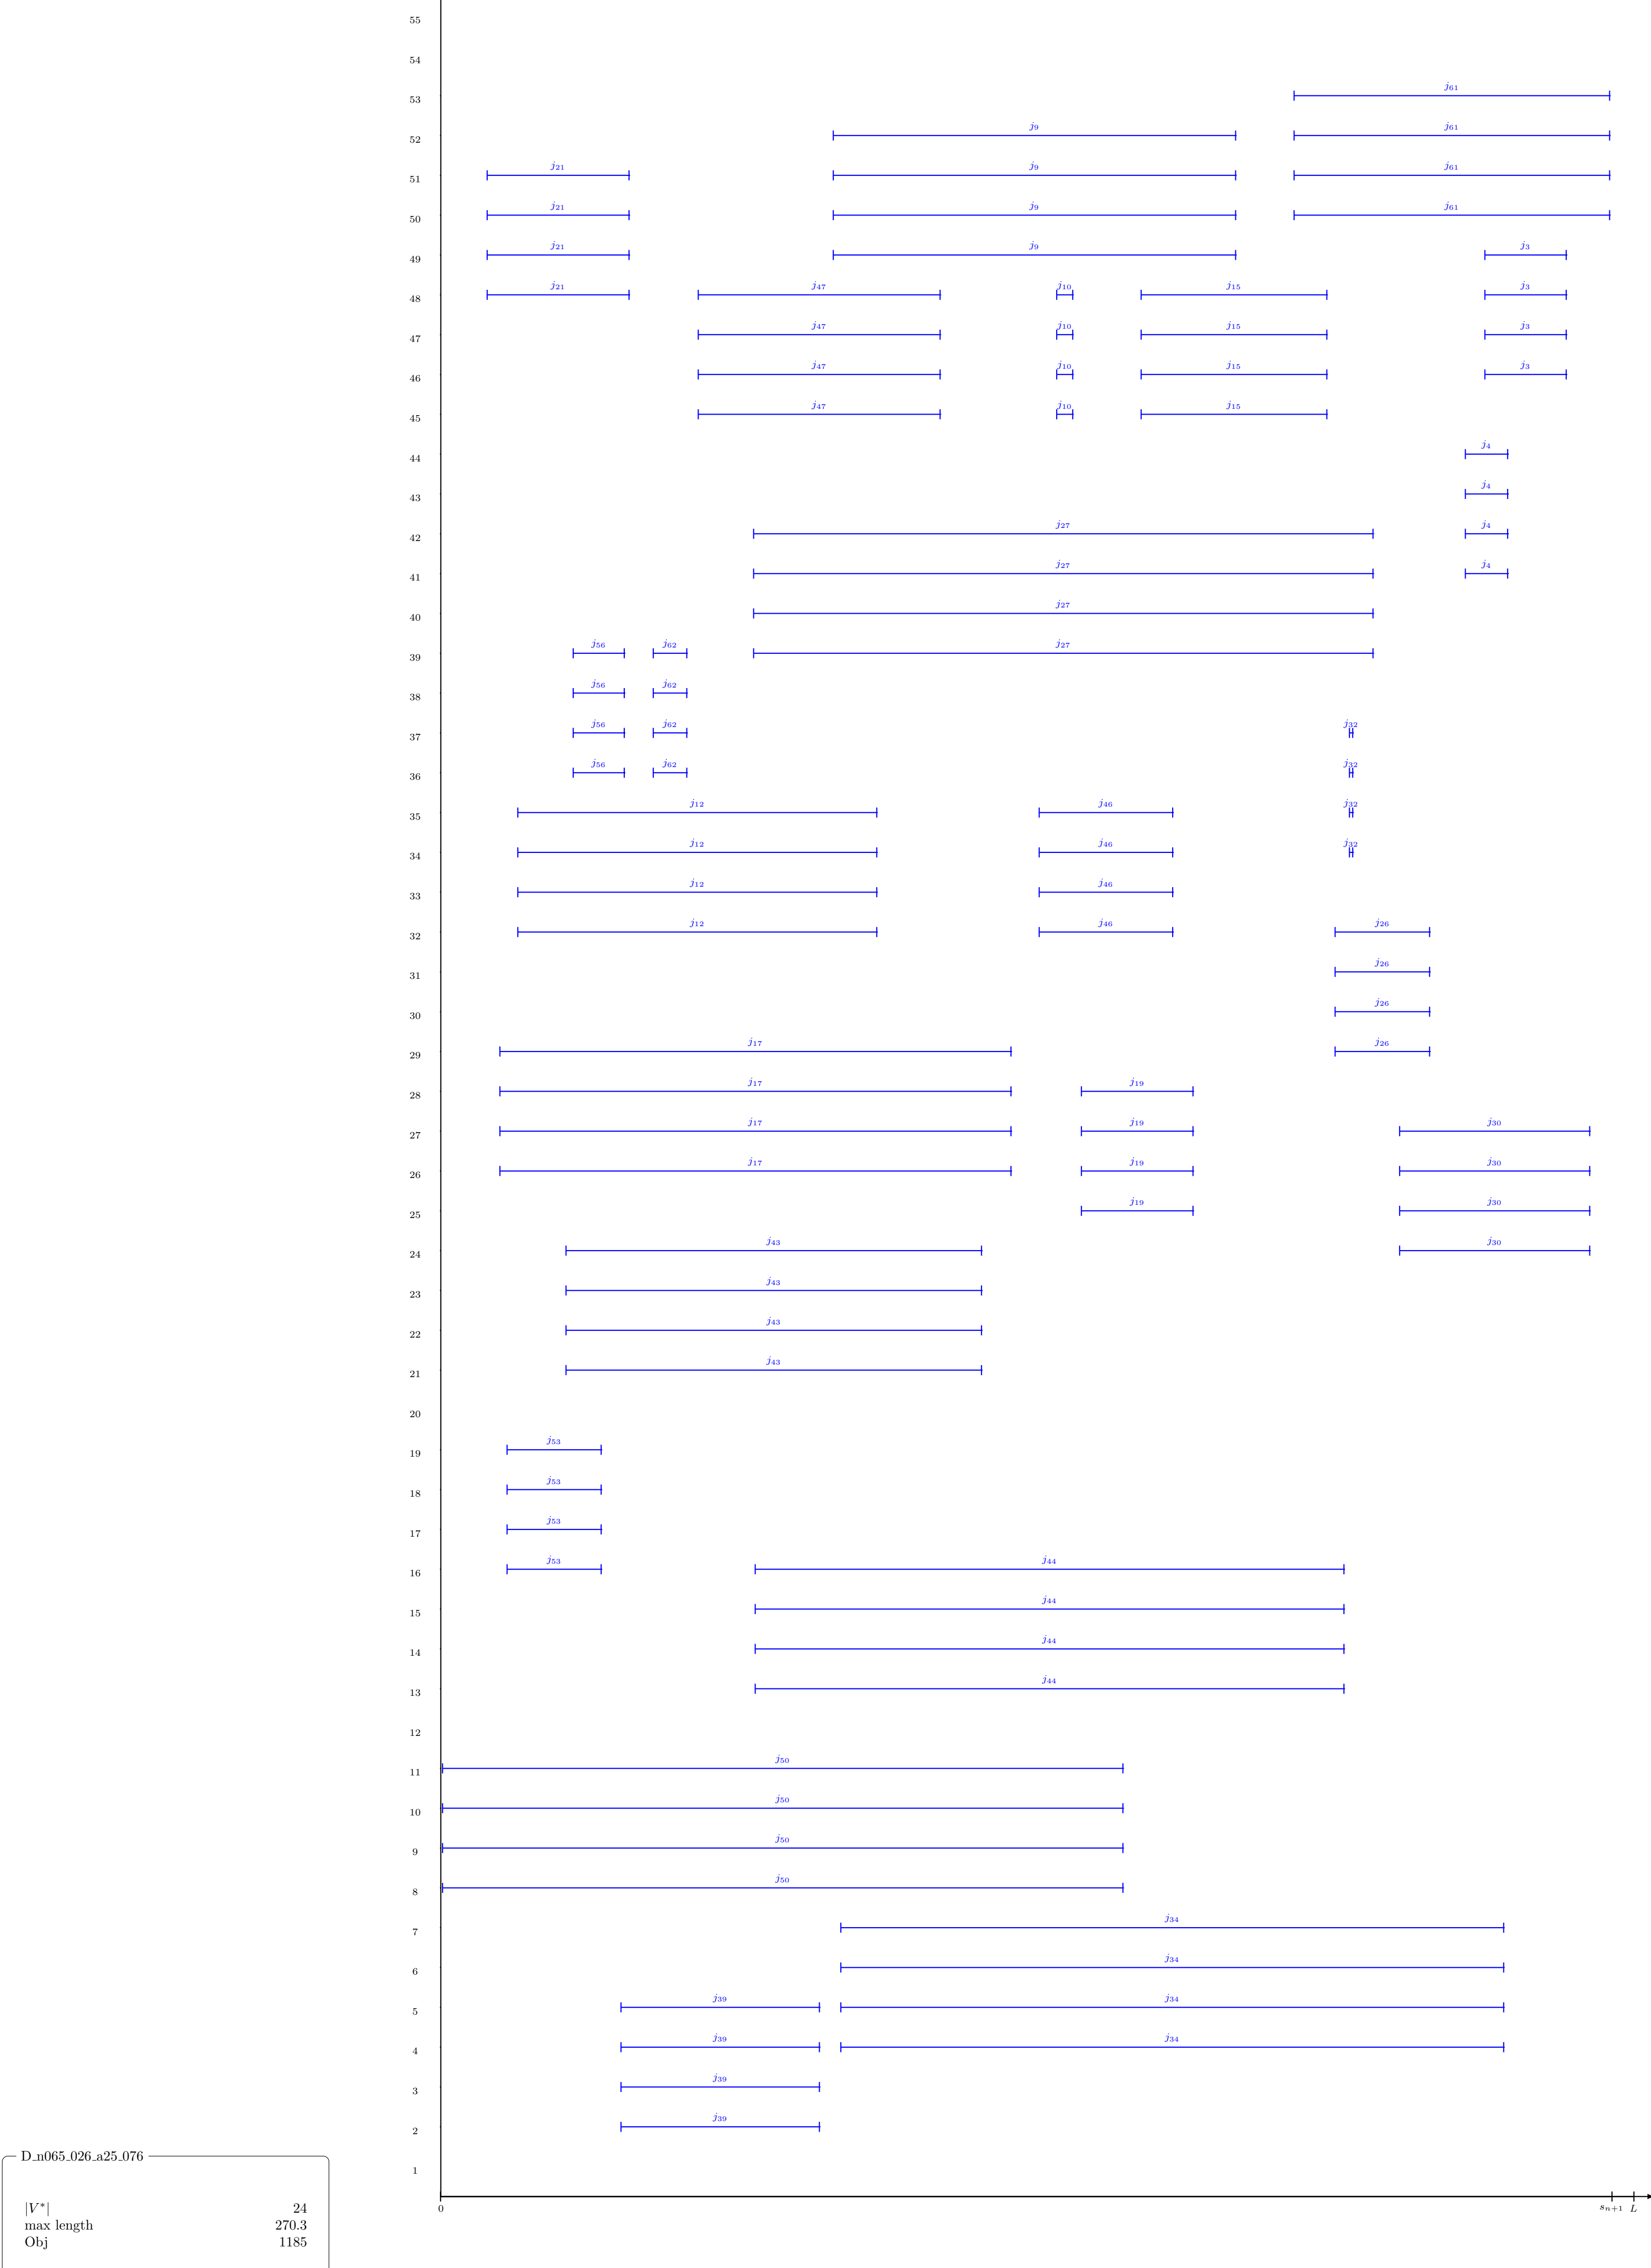 55
54
53 j61
52 j9 j61
51 j21 j9 j61
50 j21 j9 j61
49 j21 j9 j3
48 j21 j47 j10 j15 j3
47 j47 j10 j15 j3
46 j47 j10 j15 j3
45 j47 j10 j15
44 j4
43 j4
42 j27 j4
41 j27 j4
40 j27
39 j56 j62 j27
38 j56 j62
37 j56 j62 j32
36 j56 j62 j32
35 j12 j46 j32
34 j12 j46 j32
33 j12 j46
32 j12 j46 j26
31 j26
30 j26
29 j17 j26
28 j17 j19
27 j17 j19 j30
26 j17 j19 j30
25 j19 j30
24 j43 j30
23 j43
22 j43
21 j43
20
19 j53
18 j53
17 j53
16 j53 j44
15 j44
14 j44
13 j44
12
11 j50
10 j50
9 j50
8 j50
7 j34
6 j34
5 j39 j34
4 j39 j34
3 j39
2 j39
1
0 sn+1 L
D_n065_026_a25_076
|V*| 24
max length 270.3
Obj 1185